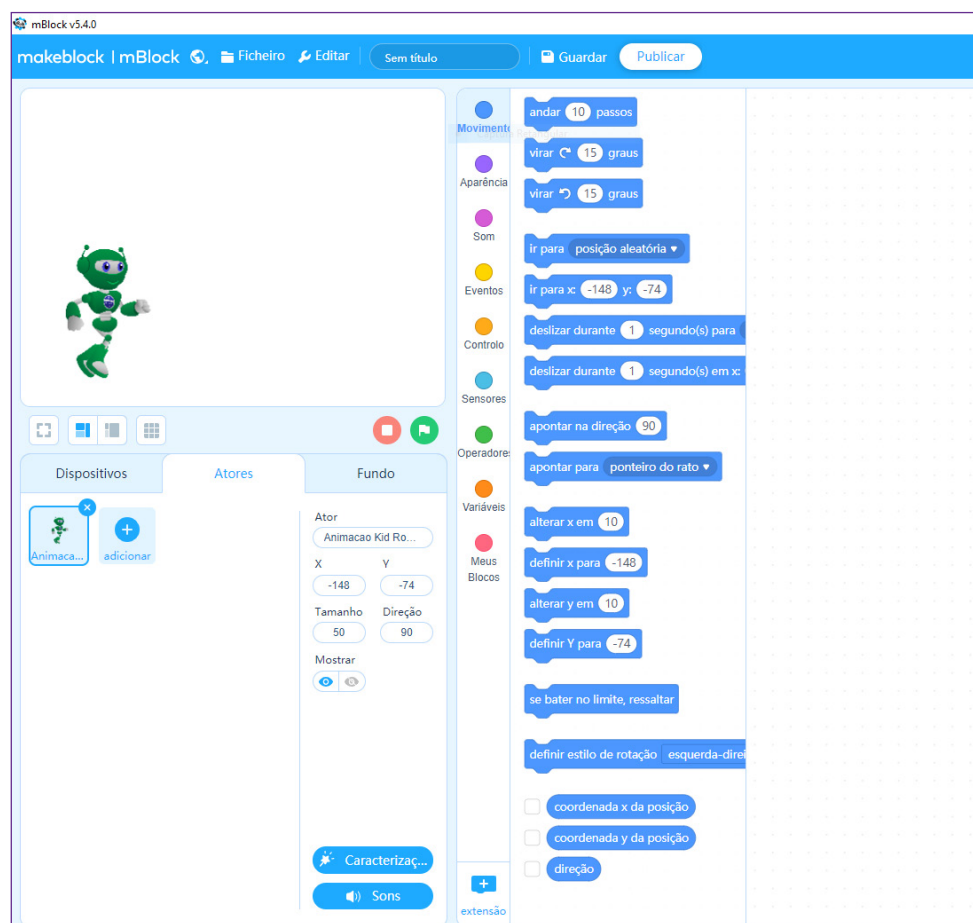 mBlock v5.4.0
makeblock | mBlock Ficheiro Editar Sem título Guardar Publicar
Dispositivos Atores Fundo
Animaca... adicionar
Ator
Animacao Kid Ro...
X Y
-148 -74
Tamanho Direção
50 90
Mostrar
Caracterizaç...
Sons
Movimento
Aparência
Som
Eventos
Controlo
Sensores
Operadores
Variáveis
Meus
Blocos
extensão
andar 10 passos
virar 15 graus
virar 15 graus
ir para posição aleatória
ir para x: -148 y: -74
deslizar durante 1 segundo(s) para
deslizar durante 1 segundo(s) em x:
apontar na direção 90
apontar para ponteiro do rato
alterar x em 10
definir x para -148
alterar y em 10
definir Y para -74
se bater no limite, ressaltar
definir estilo de rotação esquerda-direi
coordenada x da posição
coordenada y da posição
direção